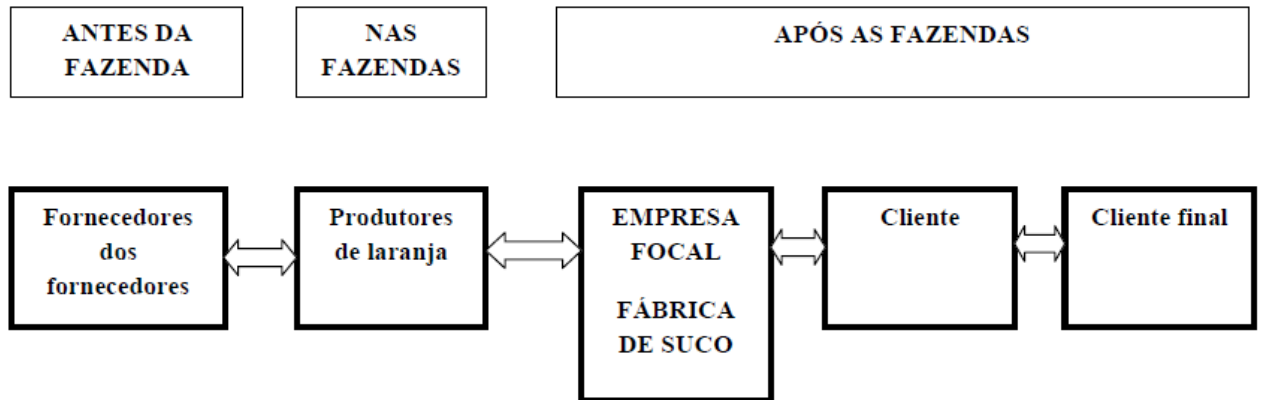 ANTES DA
FAZENDA
NAS
FAZENDAS
APÓS AS FAZENDAS
Fornecedores
dos
fornecedores
Produtores
de laranja
EMPRESA
FOCAL
FÁBRICA
DE SUCO
Cliente
Cliente final